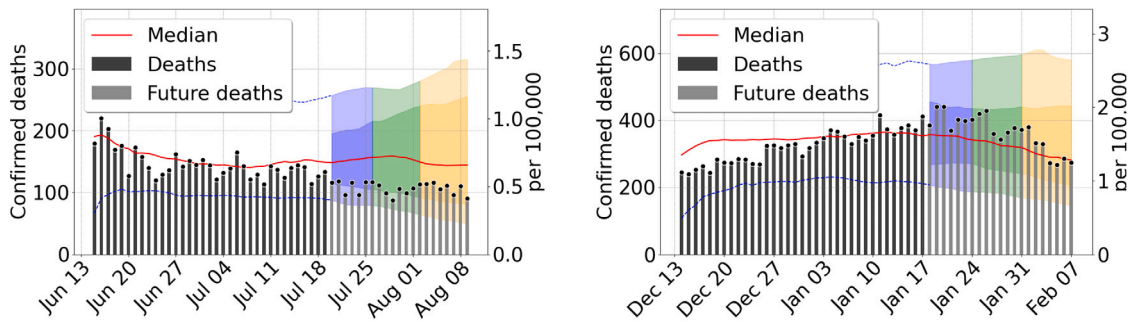 Confirmed deaths
Median
Deaths
Future deaths
300
200
100
0
1.5
1.0
0.5
0.0
per 100,000
Jun 13
Jun 20
Jun 27
Jul 04
Jul 11
Jul 18
Jul 25
Aug 01
Aug 08
Confirmed deaths
Median
Deaths
Future deaths
600
400
200
0
3
2
1
0
per 100,000
Dec 13
Dec 20
Dec 27
Jan 03
Jan 10
Jan 17
Jan 24
Jan 31
Feb 07